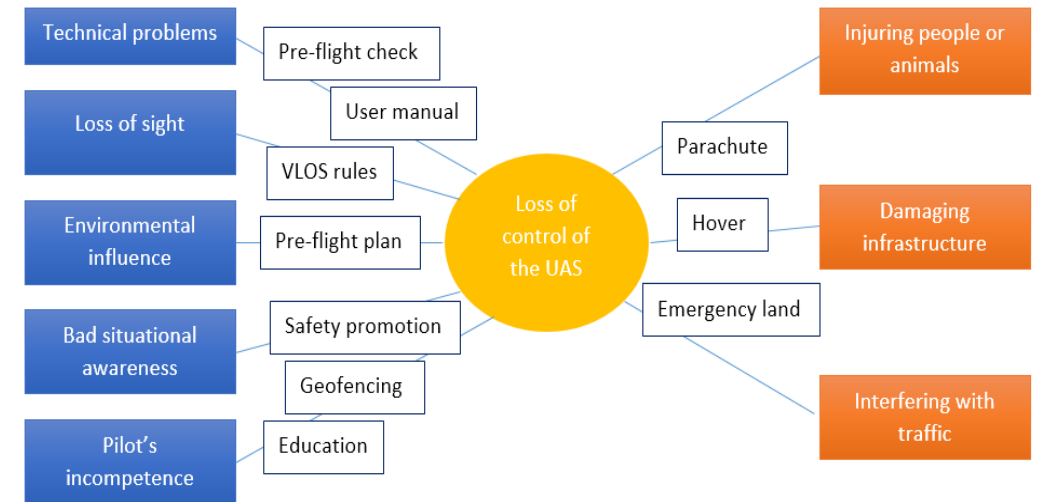 Technical problems
Loss of sight
Environmental
influence
Bad situational
awareness
Pilot’s
incompetence
Pre-flight check
User manual
VLOS rules
Pre-flight plan
Safety promotion
Geofencing
Education
Loss of
control of
the UAS
Parachute
Hover
Emergency land
Injuring people or
animals
Damaging
infrastructure
Interfering with
traffic